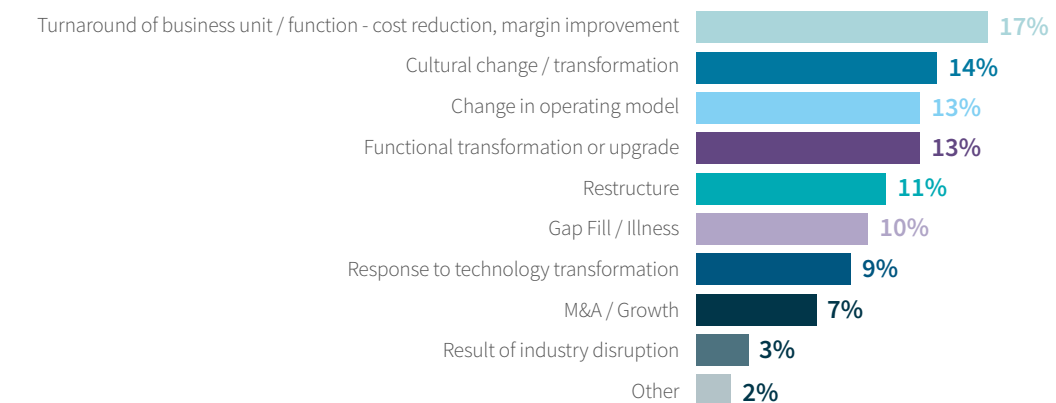 Turnaround of business unit / function - cost reduction, margin improvement 17%
Cultural change / transformation 14%
Change in operating model 13%
Functional transformation or upgrade 13%
Restructure 11%
Gap Fill / Illness 10%
Response to technology transformation 9%
M&A / Growth 7%
Result of industry disruption 3%
Other 2%